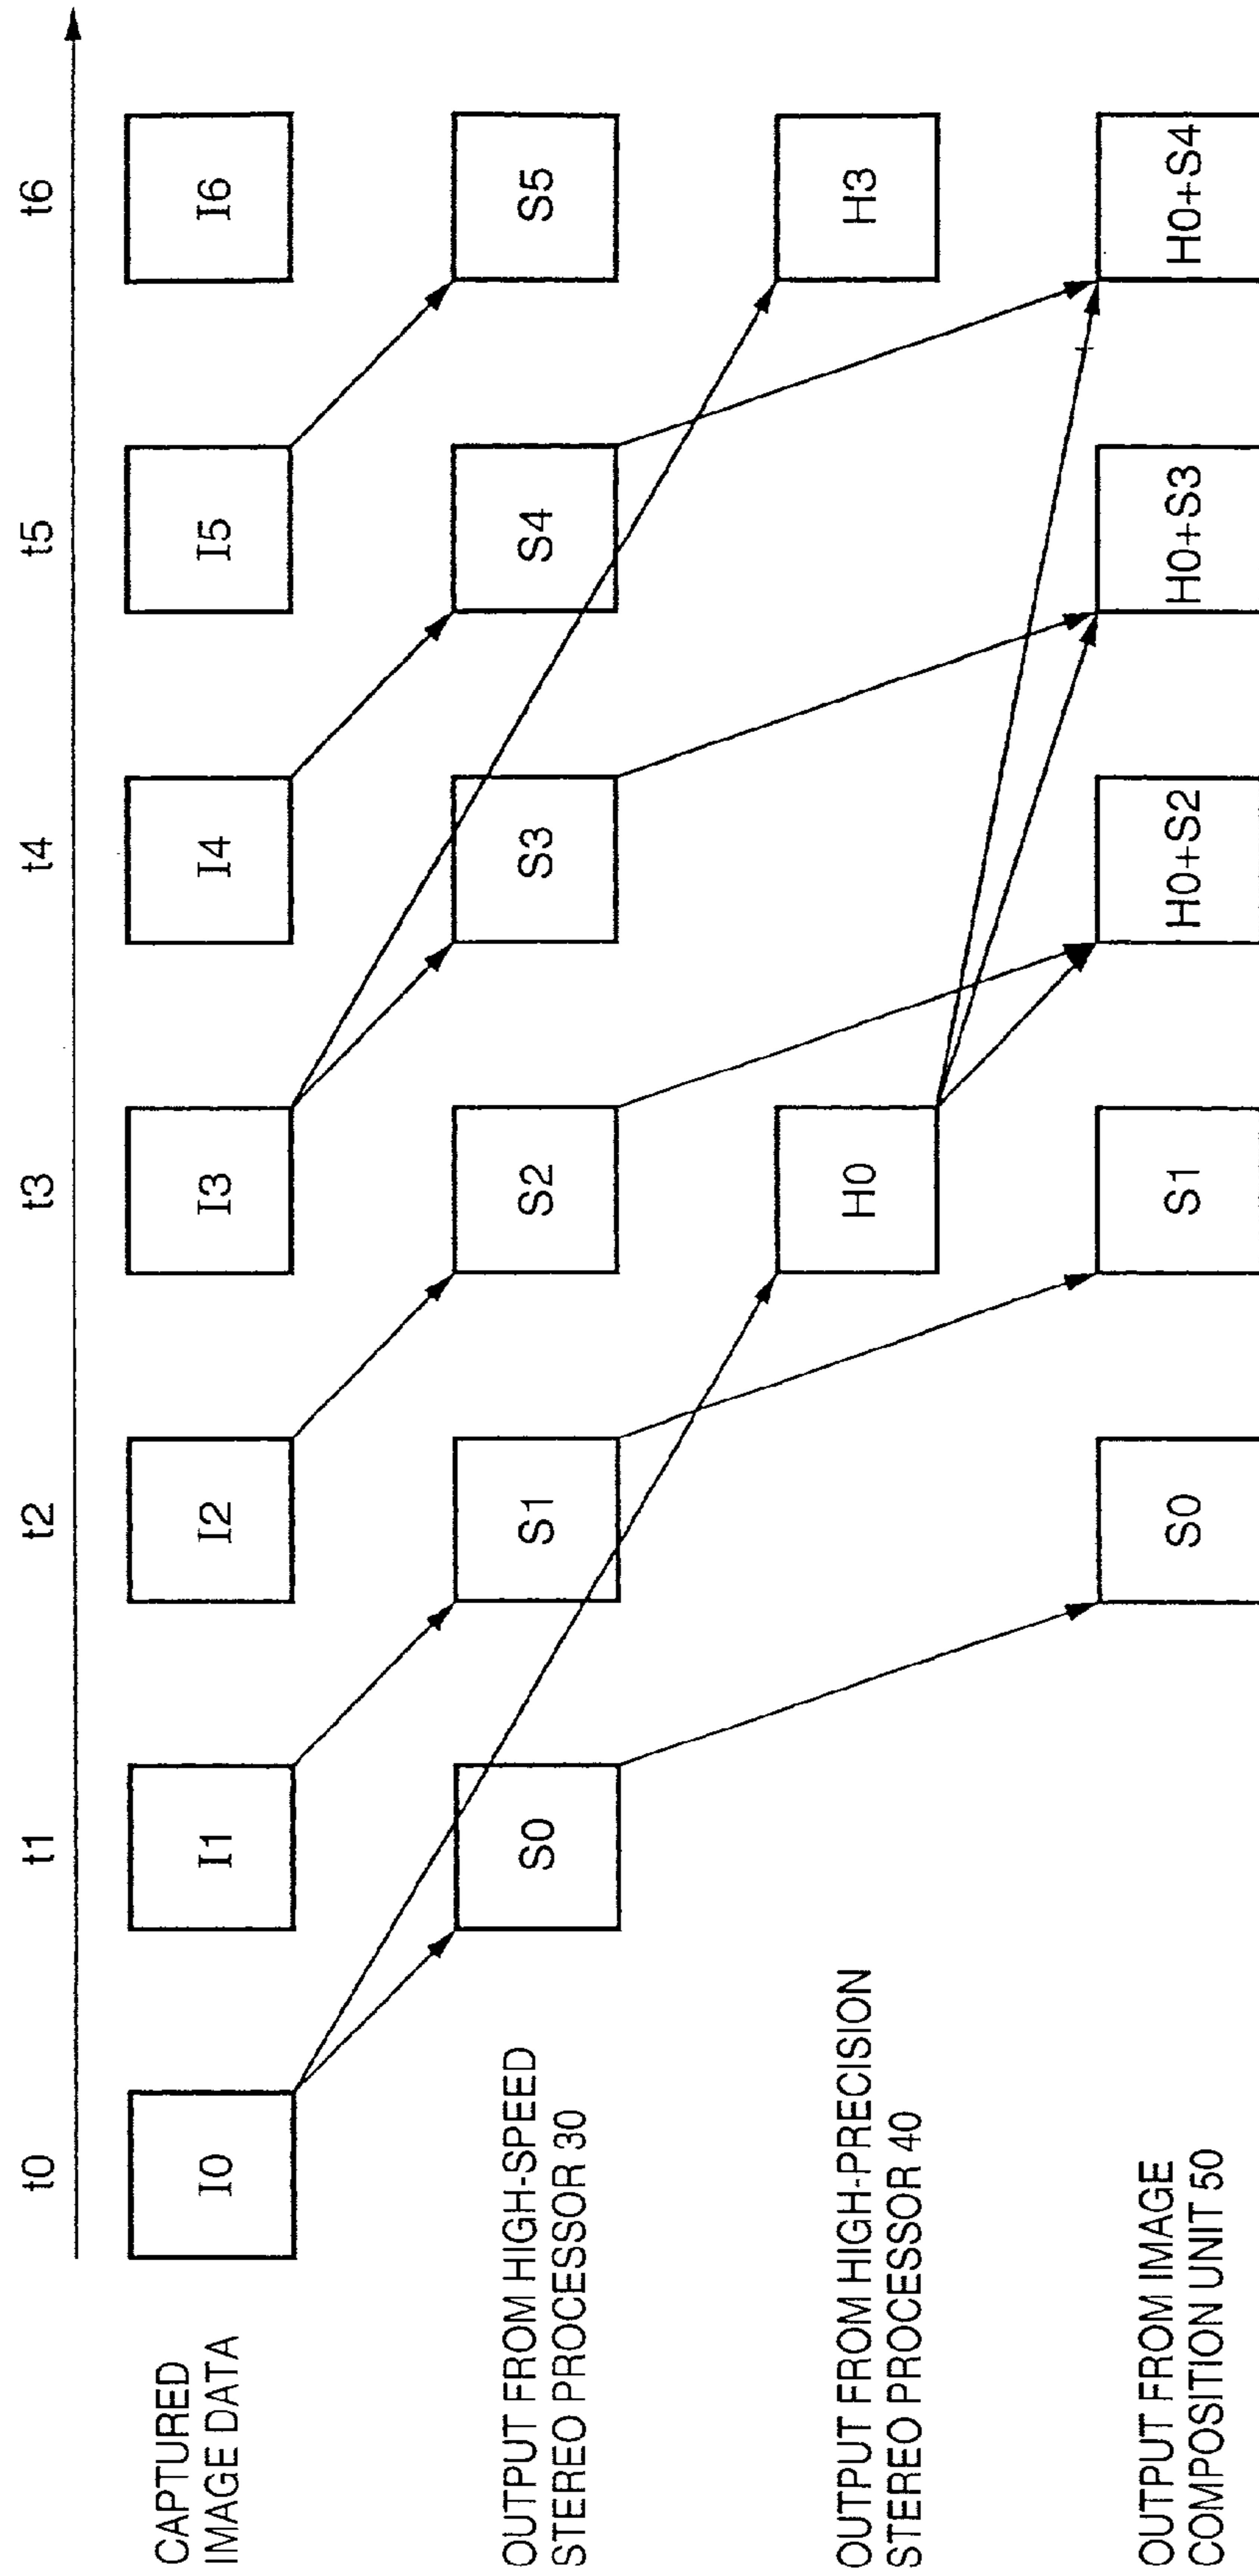 t0 t1 t2 t3 t4 t5 t6
CAPTURED
IMAGE DATA
I0 I1 I2 I3 I4 I5 I6
OUTPUT FROM HIGH-SPEED
STEREO PROCESSOR 30
S0 S1 S2 S3 S4 S5
OUTPUT FROM HIGH-PRECISION
STEREO PROCESSOR 40
H0 H3
OUTPUT FROM IMAGE
COMPOSITION UNIT 50
S0 S1 H0+S2 H0+S3 H0+S4